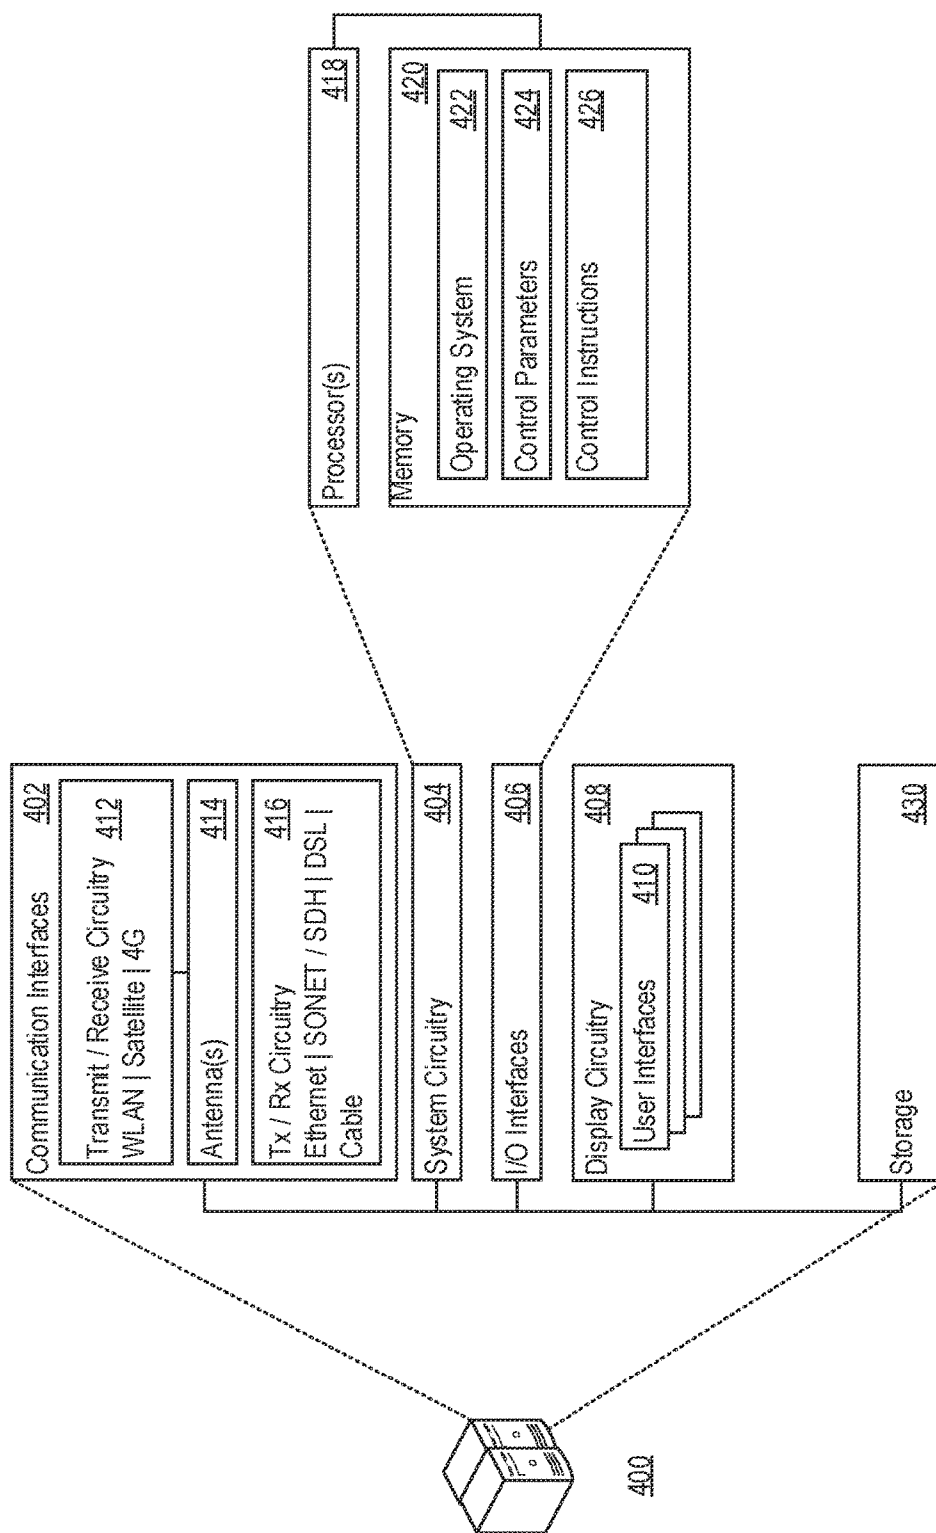 400
Communication Interfaces 402
Transmit / Receive Circuitry
WLAN | Satellite | 4G 412
Antenna(s) 414
Tx / Rx Circuitry 416
Ethernet | SONET / SDH | DSL |
Cable
System Circuitry 404
I/O Interfaces 406
Display Circuitry 408
User Interfaces 410
Storage 430
Processor(s) 418
Memory 420
Operating System 422
Control Parameters 424
Control Instructions 426